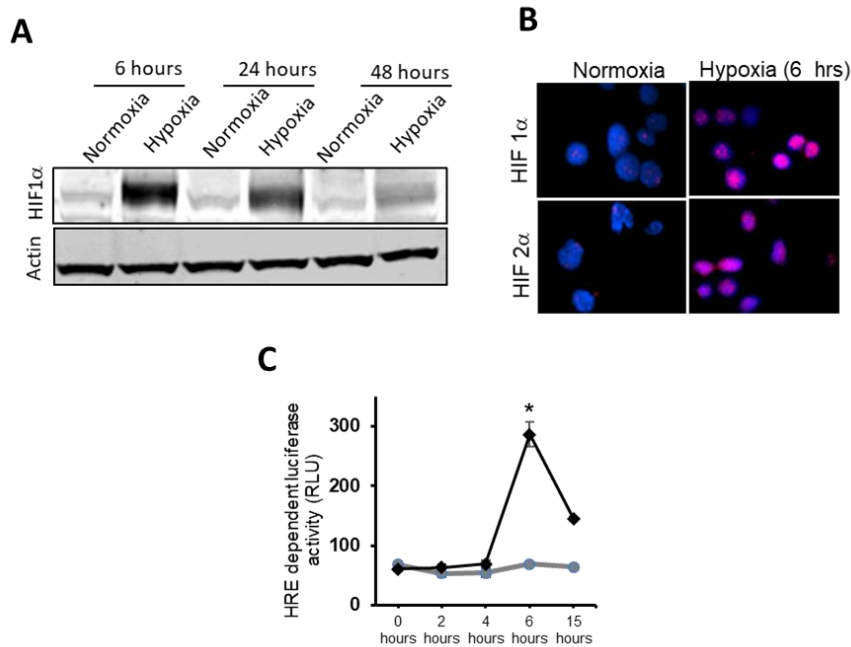 A
6 hours 24 hours 48 hours
Normoxia Hypoxia Normoxia Hypoxia Normoxia Hypoxia
HIF1α
Actin
B
Normoxia Hypoxia (6 hrs)
HIF 1α
HIF 2α
C
HRE dependent luciferase
activity (RLU)
300
200
100
0
*
0 2 4 6 15
hours hours hours hours hours